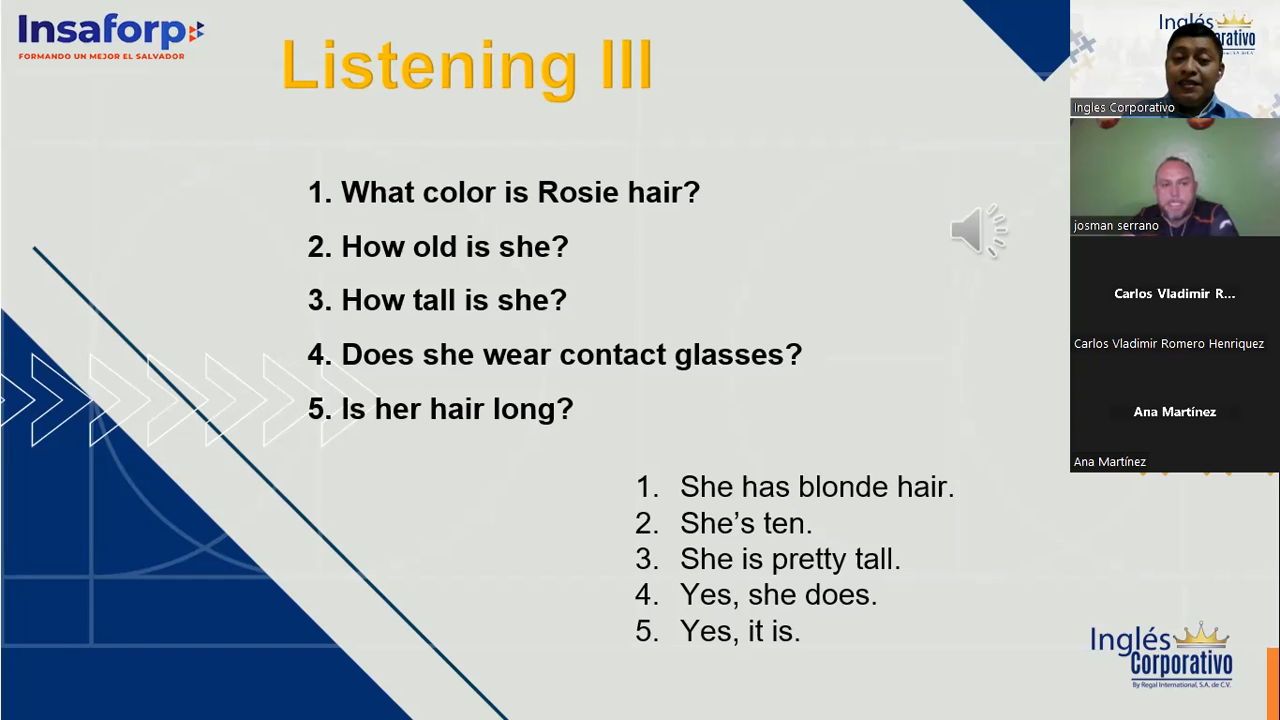 Insaforp
FORMANDO UN MEJOR EL SALVADOR
Listening III
1. What color is Rosie hair?
2. How old is she?
3. How tall is she?
4. Does she wear contact glasses?
5. Is her hair long?
1. She has blonde hair.
2. She's ten.
3. She is pretty tall.
4. Yes, she does.
5. Yes, it is.
Inglés
Corporativo
By Regal International, S.A. de C.V.
Inglés
Ingles Corporativo
josman serrano
Carlos Vladimir R...
Carlos Vladimir Romero Henriquez
Ana Martínez
Ana Martínez